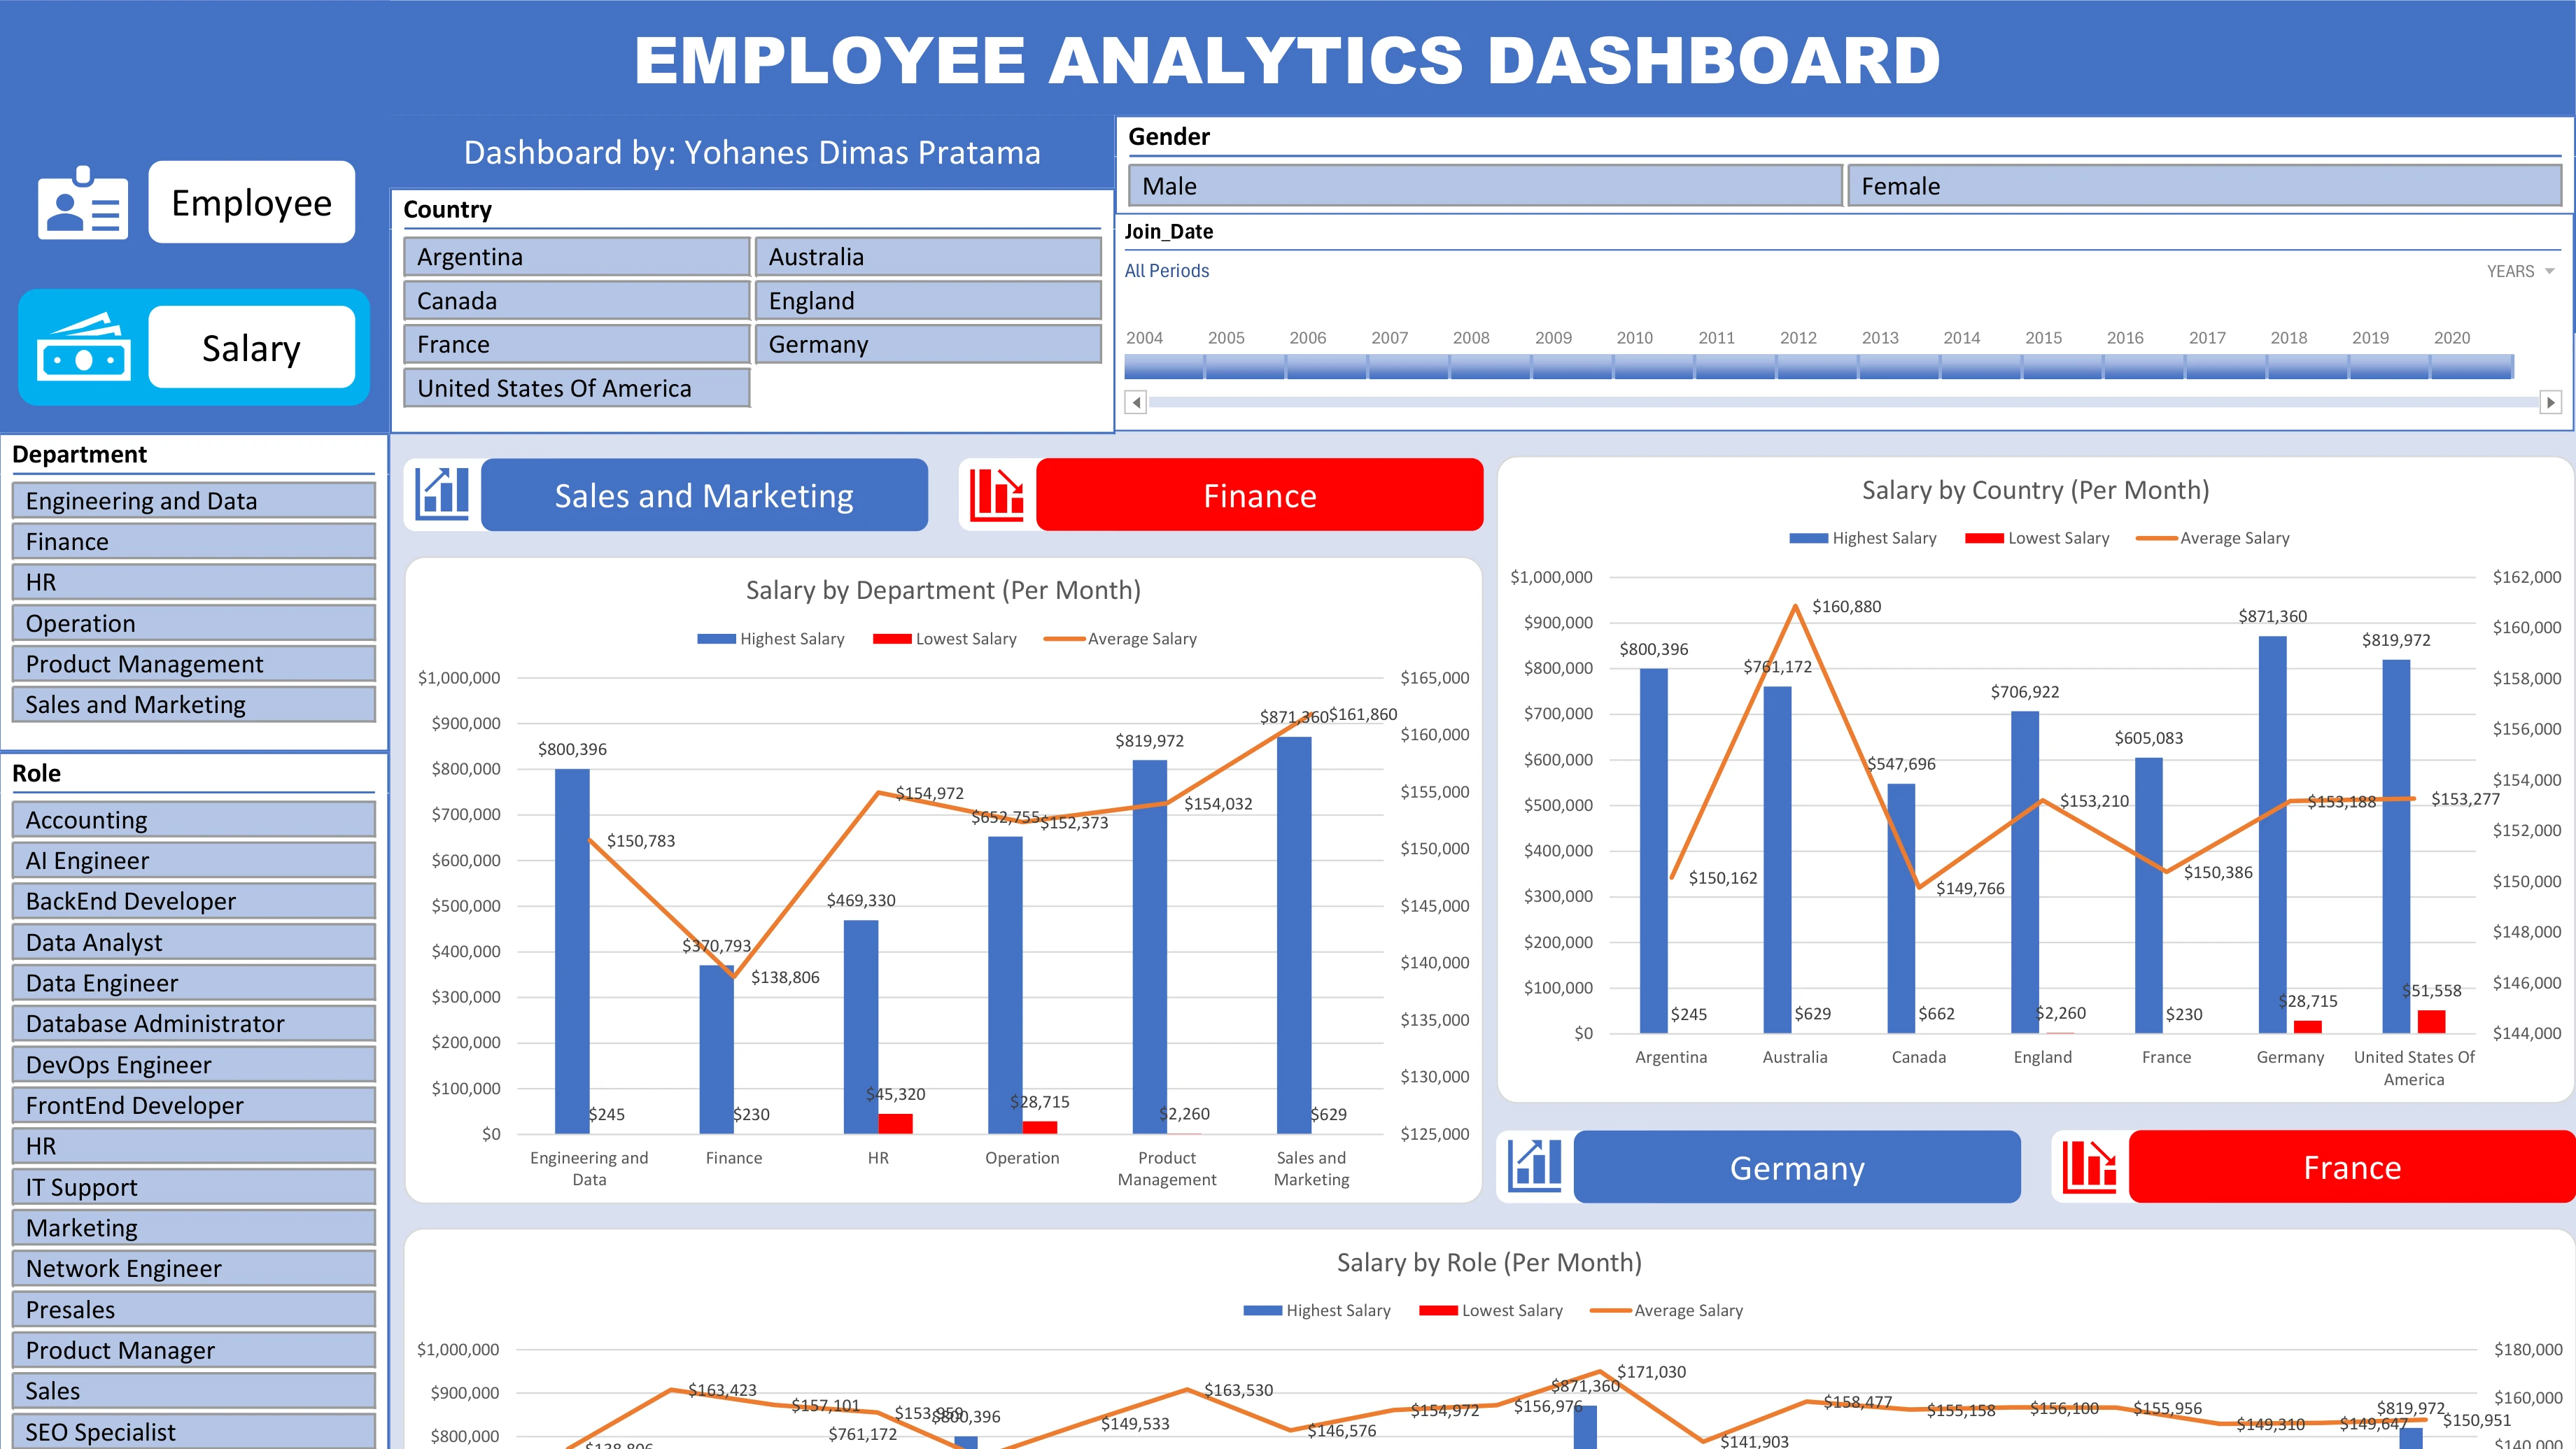 EMPLOYEE ANALYTICS DASHBOARD
Dashboard by: Yohanes Dimas Pratama
Employee
Salary
Country
Argentina
Australia
Canada
England
France
Germany
United States Of America
Gender
Male
Female
Join_Date
All Periods
YEARS
2004 2005 2006 2007 2008 2009 2010 2011 2012 2013 2014 2015 2016 2017 2018 2019 2020
Department
Engineering and Data
Finance
HR
Operation
Product Management
Sales and Marketing
Role
Accounting
AI Engineer
BackEnd Developer
Data Analyst
Data Engineer
Database Administrator
DevOps Engineer
FrontEnd Developer
HR
IT Support
Marketing
Network Engineer
Presales
Product Manager
Sales
SEO Specialist
Sales and Marketing
Finance
Salary by Department (Per Month)
Highest Salary Lowest Salary Average Salary
$1,000,000
$900,000
$800,000
$700,000
$600,000
$500,000
$400,000
$300,000
$200,000
$100,000
$0
$165,000
$160,000
$155,000
$150,000
$145,000
$140,000
$135,000
$130,000
$125,000
$800,396
$370,793
$469,330
$652,755
$819,972
$871,360
$150,783
$138,806
$154,972
$152,373
$154,032
$161,860
$245
$230
$45,320
$28,715
$2,260
$629
Engineering and
Data
Finance
HR
Operation
Product
Management
Sales and
Marketing
Salary by Country (Per Month)
Highest Salary Lowest Salary Average Salary
$1,000,000
$900,000
$800,000
$700,000
$600,000
$500,000
$400,000
$300,000
$200,000
$100,000
$0
$162,000
$160,000
$158,000
$156,000
$154,000
$152,000
$150,000
$148,000
$146,000
$144,000
$800,396
$761,172
$547,696
$706,922
$605,083
$871,360
$819,972
$150,162
$160,880
$149,766
$153,210
$150,386
$153,188
$153,277
$245
$629
$662
$2,260
$230
$28,715
$51,558
Argentina
Australia
Canada
England
France
Germany
United States Of
America
Germany
France
Salary by Role (Per Month)
Highest Salary Lowest Salary Average Salary
$1,000,000
$900,000
$800,000
$180,000
$160,000
$140,000
$138,806
$163,423
$157,101
$153,959
$800,396
$761,172
$149,533
$163,530
$146,576
$154,972
$156,976
$871,360
$171,030
$141,903
$158,477
$155,158
$156,100
$155,956
$149,310
$149,647
$819,972
$150,951